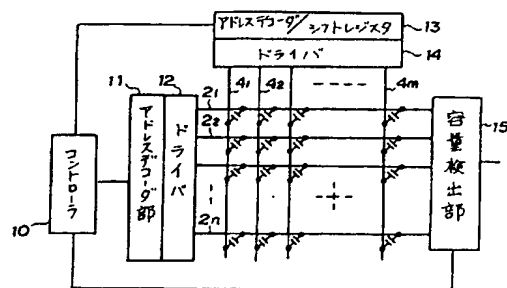 アドレスデコーダ/シフトレジスタ 13
ドライバ 14
11 12 21 41 42 4m
アドレスデコーダ部
ドライバ
22
2n
コントローラ
10
容量検出部
15